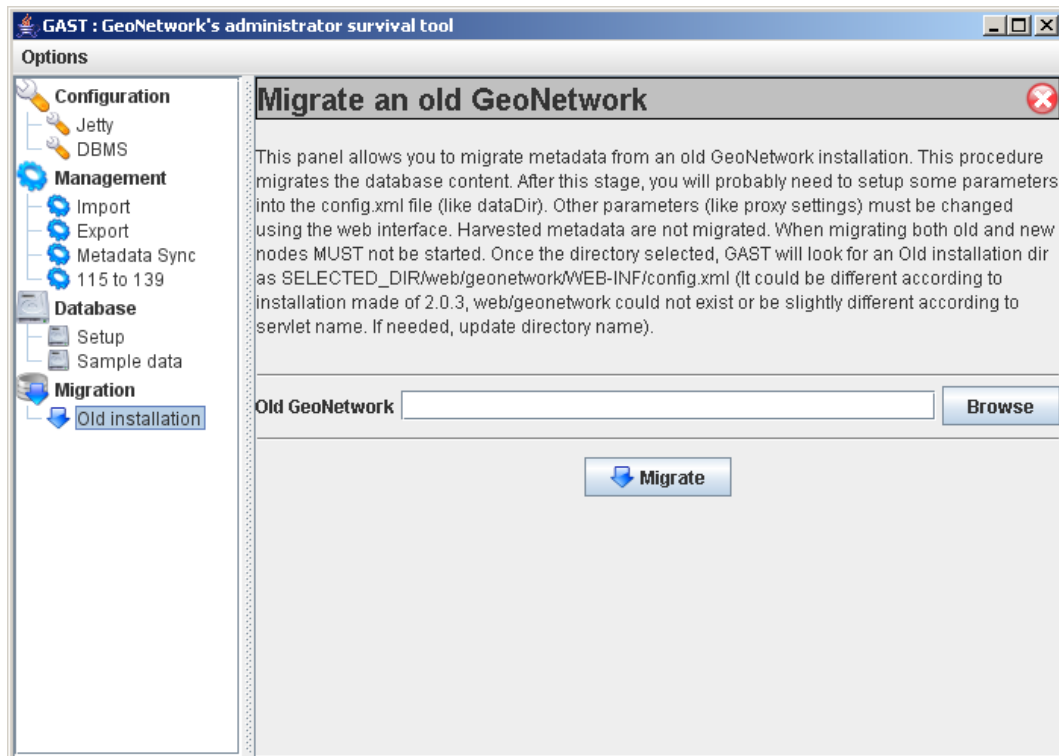 GAST : GeoNetwork's administrator survival tool
Options
Configuration
Jetty
DBMS
Management
Import
Export
Metadata Sync
115 to 139
Database
Setup
Sample data
Migration
Old installation
Migrate an old GeoNetwork
This panel allows you to migrate metadata from an old GeoNetwork installation. This procedure
migrates the database content. After this stage, you will probably need to setup some parameters
into the config.xml file (like dataDir). Other parameters (like proxy settings) must be changed
using the web interface. Harvested metadata are not migrated. When migrating both old and new
nodes MUST not be started. Once the directory selected, GAST will look for an Old installation dir
as SELECTED_DIR/web/geonetwork/WEB-INF/config.xml (It could be different according to
installation made of 2.0.3, web/geonetwork could not exist or be slightly different according to
servlet name. If needed, update directory name).
Old GeoNetwork
Browse
Migrate